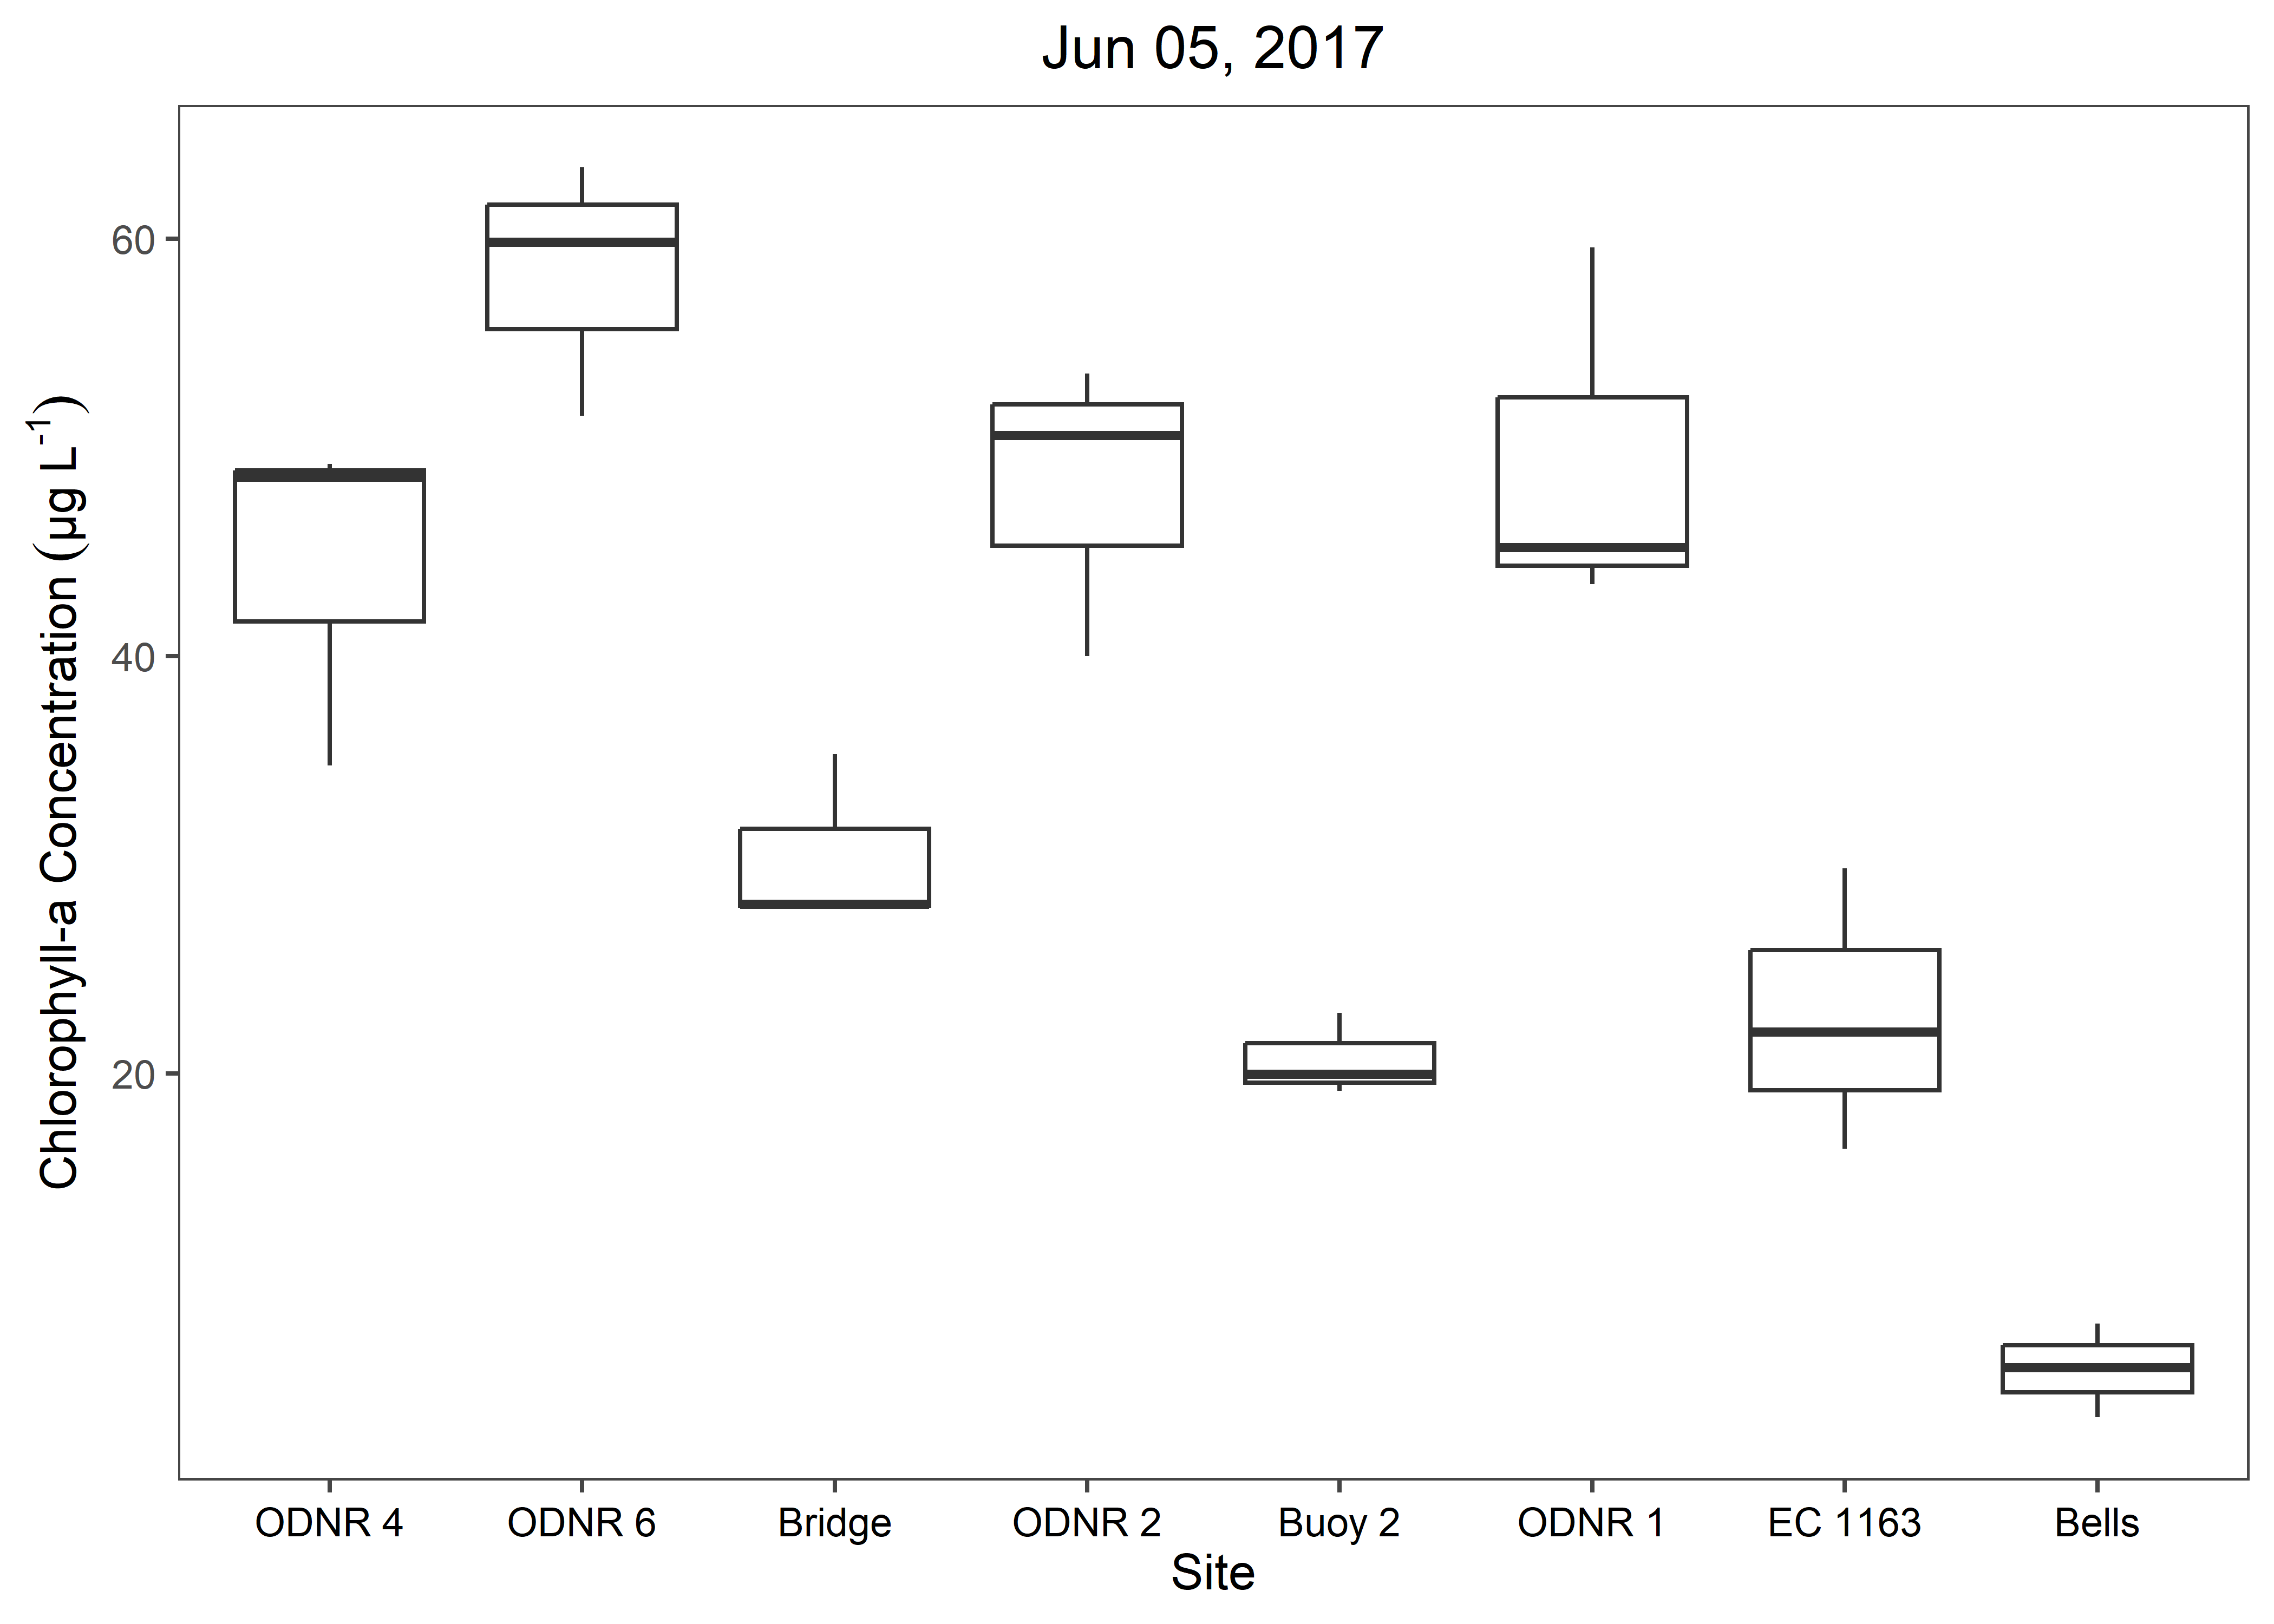 Jun 05, 2017
Chlorophyll-a Concentration (µg L⁻¹)
60
40
20
ODNR 4 ODNR 6 Bridge ODNR 2 Buoy 2 ODNR 1 EC 1163 Bells
Site